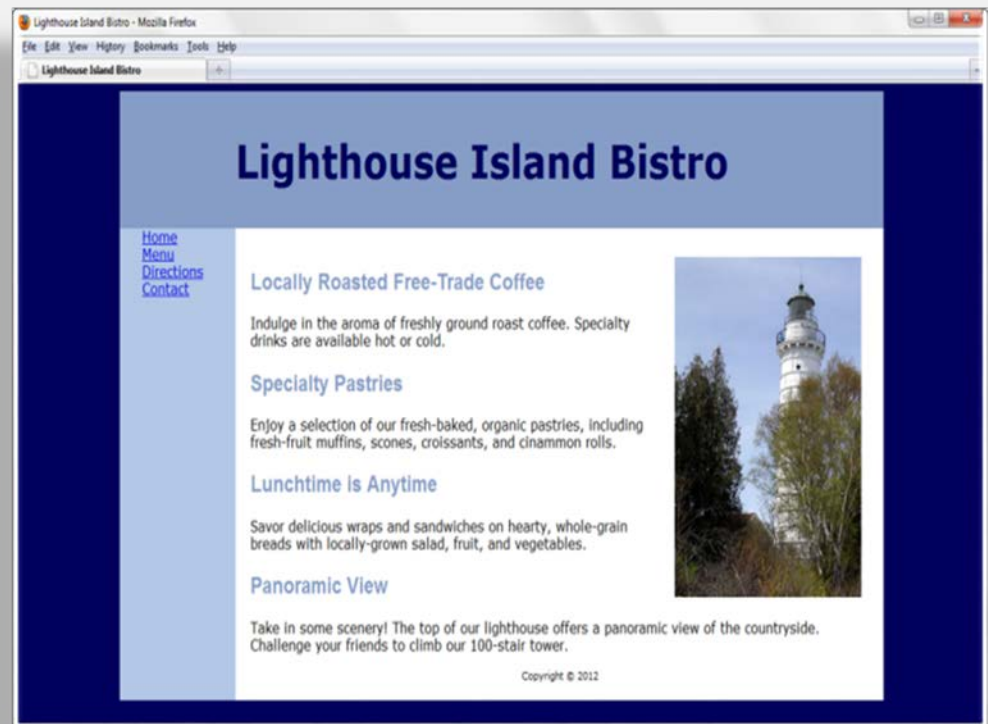 Lighthouse Island Bistro - Mozilla Firefox
File Edit View History Bookmarks Tools Help
Lighthouse Island Bistro
Lighthouse Island Bistro
Home
Menu
Directions
Contact
Locally Roasted Free-Trade Coffee
Indulge in the aroma of freshly ground roast coffee. Specialty
drinks are available hot or cold.
Specialty Pastries
Enjoy a selection of our fresh-baked, organic pastries, including
fresh-fruit muffins, scones, croissants, and cinammon rolls.
Lunchtime is Anytime
Savor delicious wraps and sandwiches on hearty, whole-grain
breads with locally-grown salad, fruit, and vegetables.
Panoramic View
Take in some scenery! The top of our lighthouse offers a panoramic view of the countryside.
Challenge your friends to climb our 100-stair tower.
Copyright © 2012